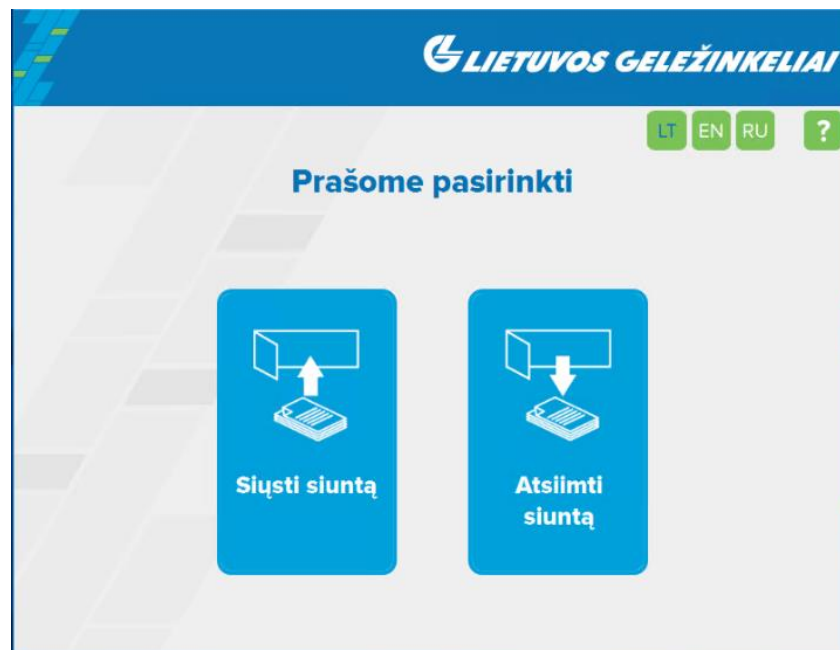 LIETUVOS GELEŽINKELIAI
LT EN RU ?
Prašome pasirinkti
Siųsti siuntą
Atsiimti
siuntą